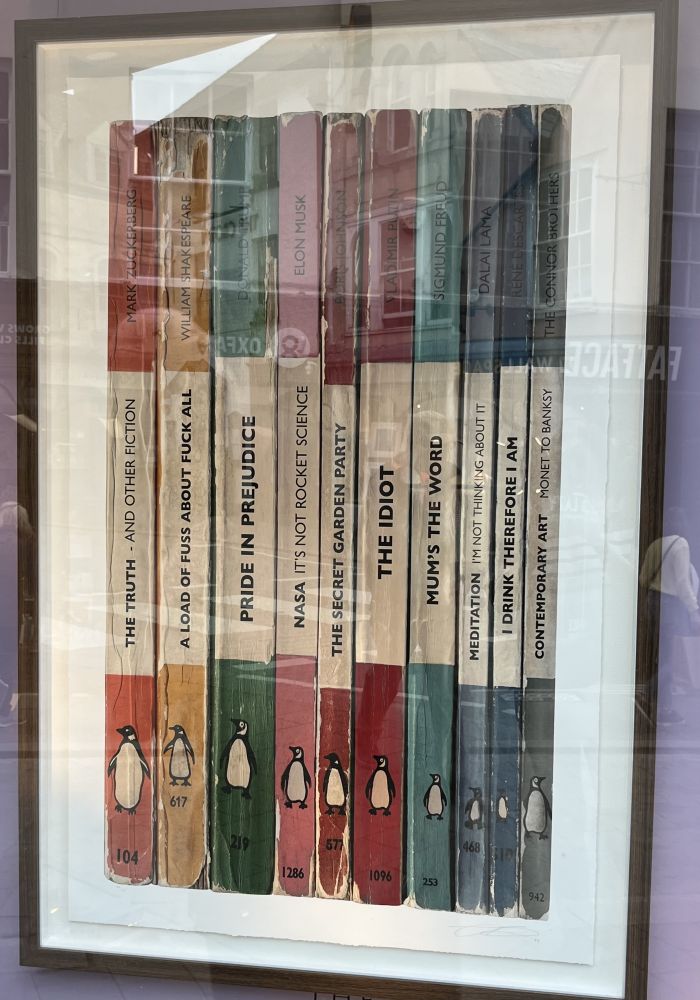 MARK ZUCKERBERG
THE TRUTH - AND OTHER FICTION
104
WILLIAM SHAKESPEARE
A LOAD OF FUSS ABOUT FUCK ALL
617
DONALD TRUMP
PRIDE IN PREJUDICE
219
ELON MUSK
NASA IT'S NOT ROCKET SCIENCE
1286
BORIS JOHNSON
THE SECRET GARDEN PARTY
577
VLADIMIR PUTIN
THE IDIOT
1096
SIGMUND FREUD
MUM'S THE WORD
253
DALAI LAMA
MEDITATION I'M NOT THINKING ABOUT IT
468
RENE DESCARTES
I DRINK THEREFORE I AM
THE CONNOR BROTHERS
CONTEMPORARY ART MONET TO BANKSY
942
OXFA
FATFACE